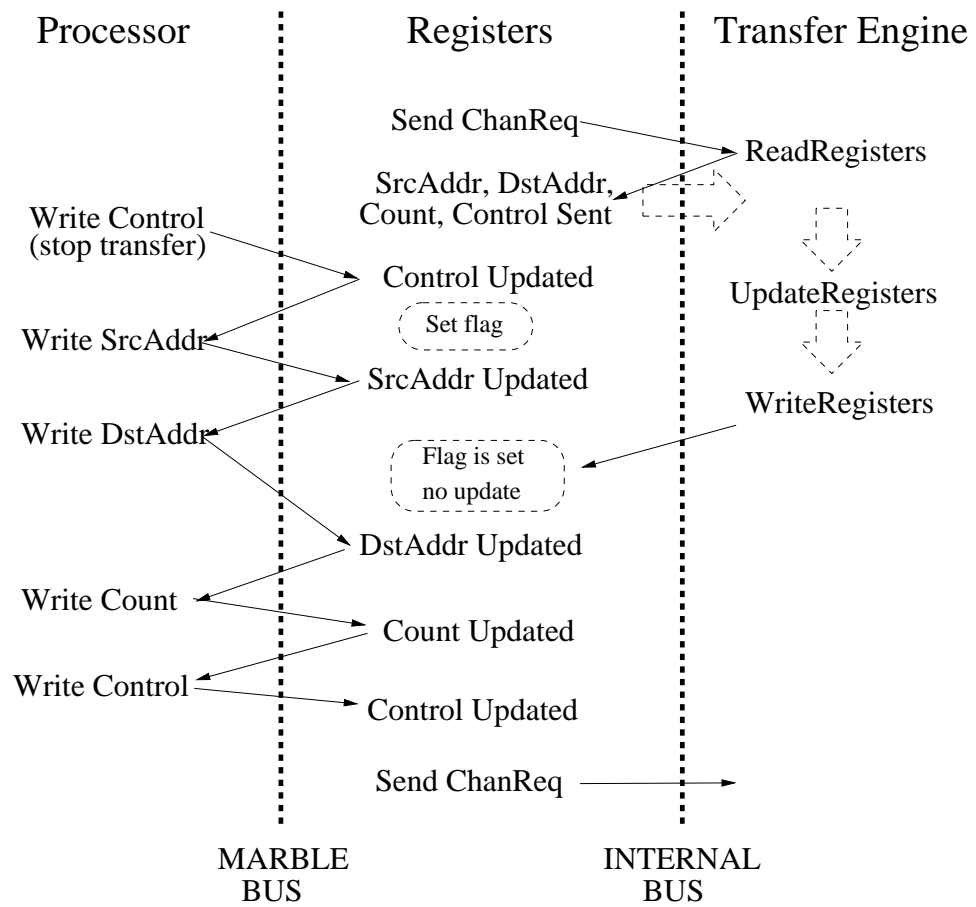 Processor
Registers
Transfer Engine
Send ChanReq
ReadRegisters
SrcAddr, DstAddr,
Count, Control Sent
Write Control
(stop transfer)
Control Updated
UpdateRegisters
Set flag
Write SrcAddr
SrcAddr Updated
WriteRegisters
Write DstAddr
Flag is set
no update
DstAddr Updated
Write Count
Count Updated
Write Control
Control Updated
Send ChanReq
MARBLE
BUS
INTERNAL
BUS